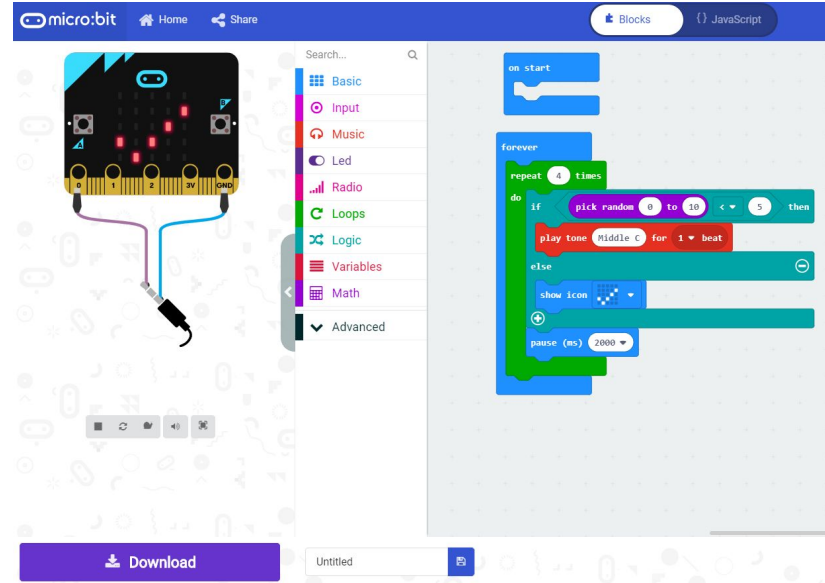 micro:bit Home Share Blocks {} JavaScript
Search...
Basic
Input
Music
Led
Radio
Loops
Logic
Variables
Math
Advanced
A
B
0 1 2 3V GND
on start
forever
repeat 4 times
do if pick random 0 to 10 < 5 then
play tone Middle C for 1 beat
else
show icon
pause (ms) 2000
Download
Untitled